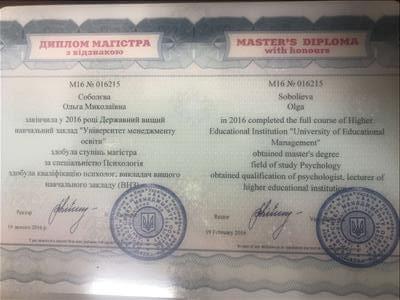 ДИПЛОМ МАГІСТРА
з відзнакою
М16 № 016215
Соболєва
Ольга Миколаївна
закінчила у 2016 році Державний вищий
навчальний заклад "Університет менеджменту
освіти"
здобула ступінь магістра
за спеціальністю Психологія
здобула кваліфікацію психолог, викладач вищого
навчального закладу (ВНЗ)
Ректор
19 лютого 2016 р.
MASTER'S DIPLOMA
with honours
M16 № 016215
Sobolieva
Olga
in 2016 completed the full course of Higher
Educational Institution "University of Educational
Management"
obtained master's degree
field of study Psychology
obtained qualification of psychologist, lecturer of
higher educational institution
19 February 2016